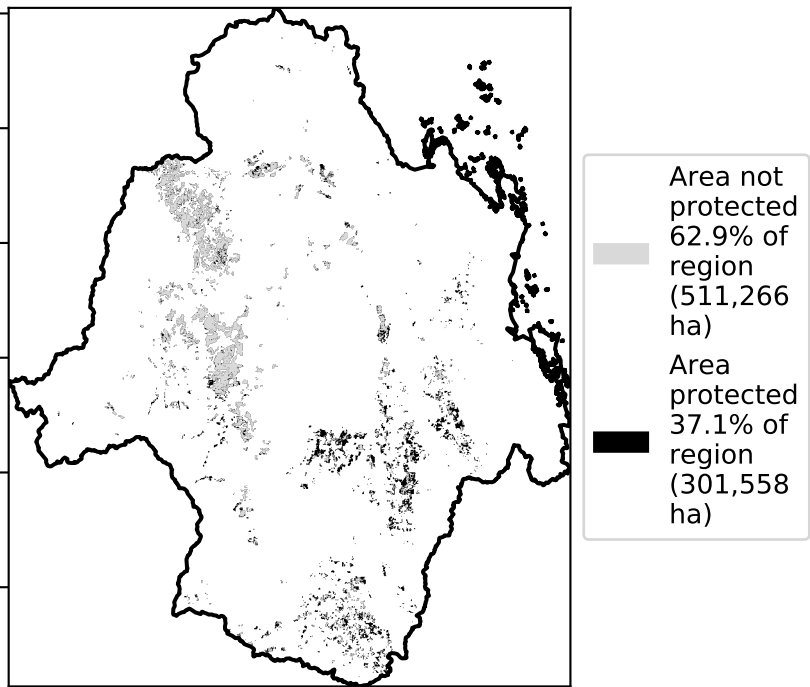 Area not
protected
62.9% of
region
(511,266
ha)
Area
protected
37.1% of
region
(301,558
ha)